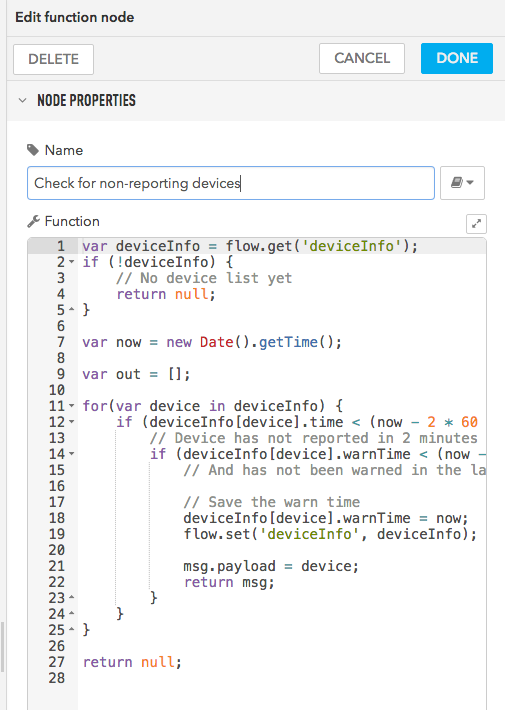 Edit function node
DELETE
CANCEL
DONE
NODE PROPERTIES
Name
Check for non-reporting devices
Function
1 var deviceInfo = flow.get('deviceInfo');
2 if (!deviceInfo) {
3 // No device list yet
4 return null;
5 }
6
7 var now = new Date().getTime();
8
9 var out = [];
10
11 for(var device in deviceInfo) {
12 if (deviceInfo[device].time < (now - 2 * 60
13 // Device has not reported in 2 minutes
14 if (deviceInfo[device].warnTime < (now -
15 // And has not been warned in the la
16
17 // Save the warn time
18 deviceInfo[device].warnTime = now;
19 flow.set('deviceInfo', deviceInfo);
20
21 msg.payload = device;
22 return msg;
23 }
24 }
25 }
26
27 return null;
28